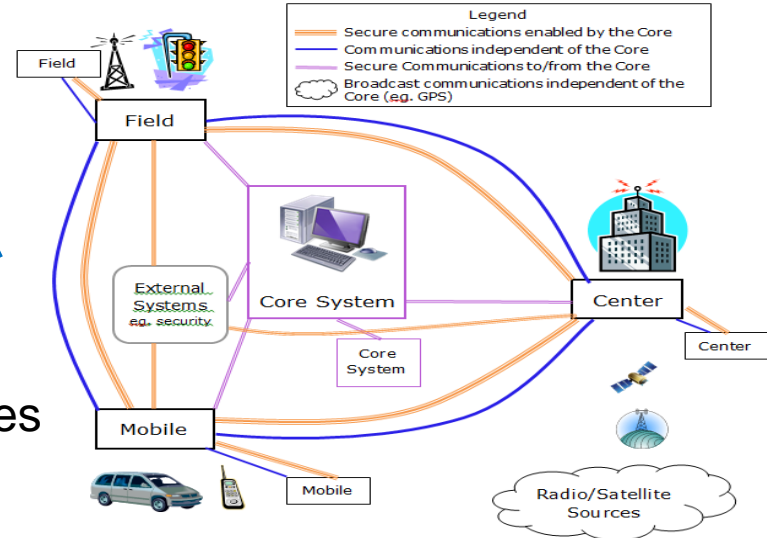 Legend
Secure communications enabled by the Core
Communications independent of the Core
Secure Communications to/from the Core
Broadcast communications independent of the
Core (eg. GPS)
Field
Field
External
Systems
eg. security
Core System
Center
Core
System
Center
es
Mobile
Mobile
Radio/Satellite
Sources